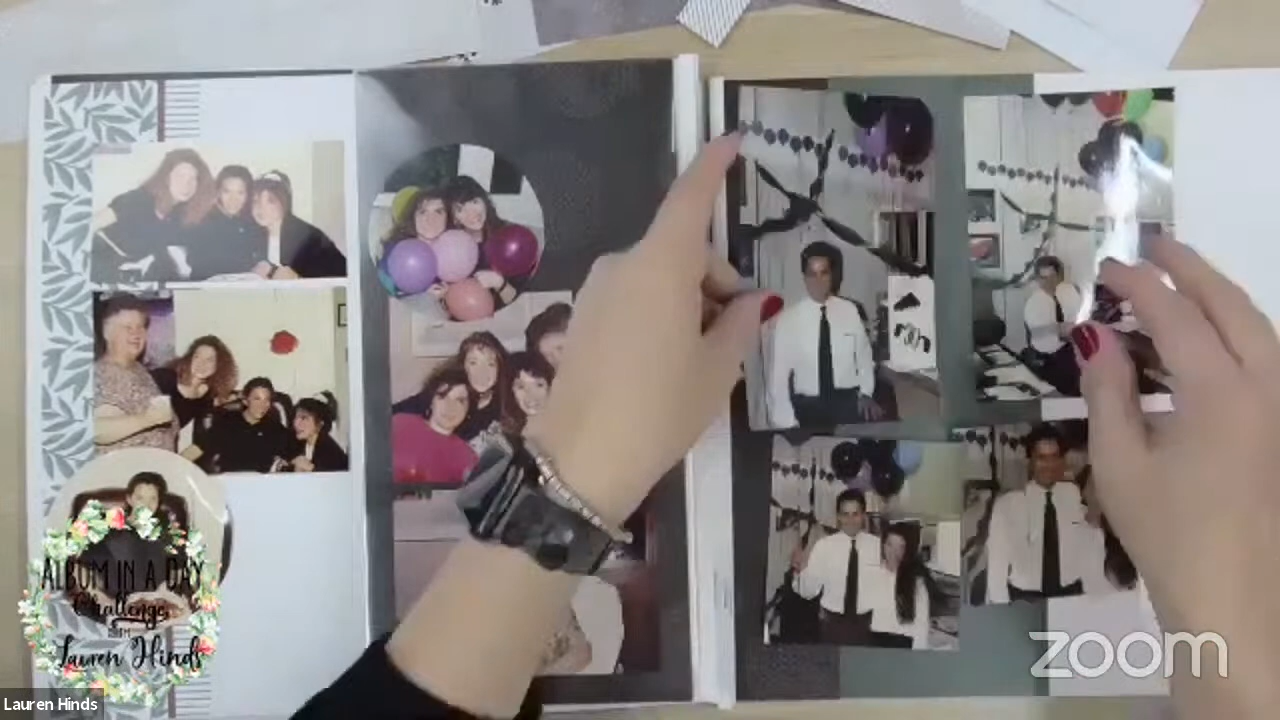 ALBUM IN A DAY
Challenge
WITH
Lauren Hinds
Lauren Hinds
zoom